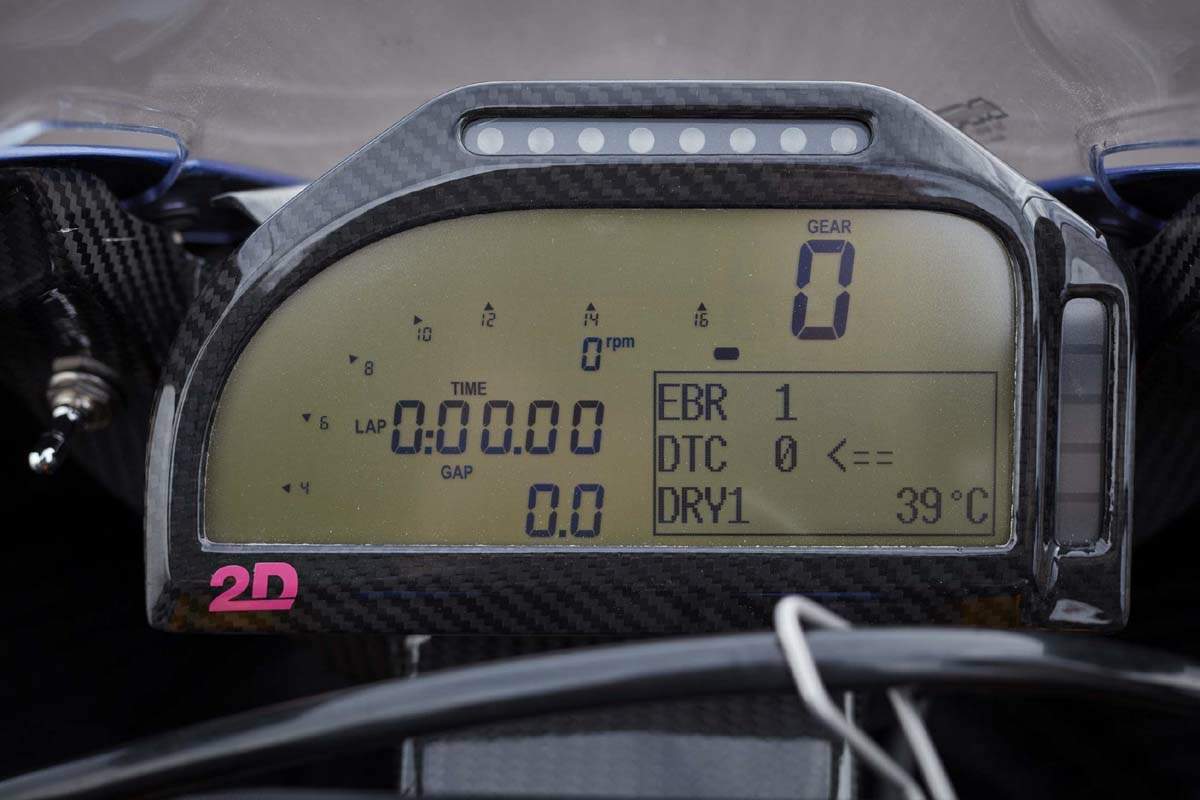 GEAR
0
10 12 14 16
0 rpm
8
TIME
6
LAP 0:00.00
GAP
4
0.0
EBR 1
DTC 0 <==
DRY1 39°C
2D